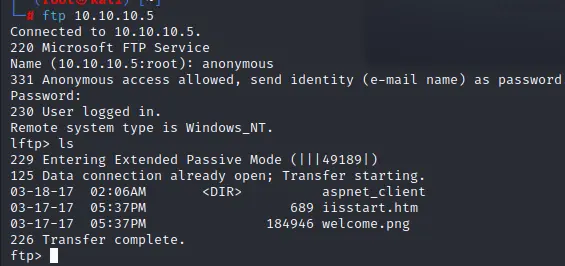 (root㉿kali) [~]
# ftp 10.10.10.5
Connected to 10.10.10.5.
220 Microsoft FTP Service
Name (10.10.10.5:root): anonymous
331 Anonymous access allowed, send identity (e-mail name) as password
Password:
230 User logged in.
Remote system type is Windows_NT.
lftp> ls
229 Entering Extended Passive Mode (|||49189|)
125 Data connection already open; Transfer starting.
03-18-17 02:06AM <DIR> aspnet_client
03-17-17 05:37PM 689 iisstart.htm
03-17-17 05:37PM 184946 welcome.png
226 Transfer complete.
ftp>